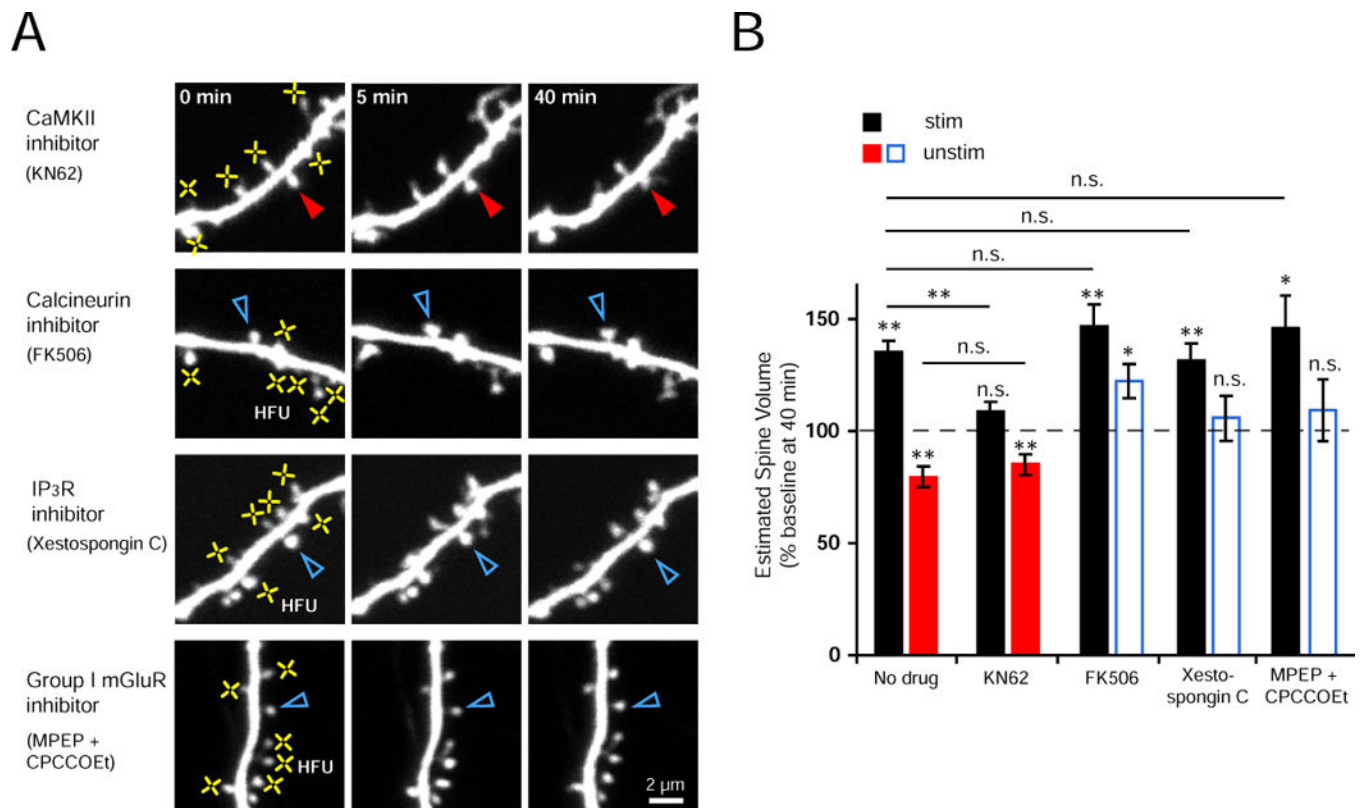 A
CaMKII
inhibitor
(KN62)
0 min
5 min
40 min
Calcineurin
inhibitor
(FK506)
HFU
IP3R
inhibitor
(Xestospongin C)
HFU
Group I mGluR
inhibitor
(MPEP +
CPCCOEt)
HFU
2 µm
B
stim
unstim
n.s.
n.s.
n.s.
**
n.s.
**
**
n.s.
**
**
*
**
n.s.
*
n.s.
Estimated Spine Volume
(% baseline at 40 min)
150
100
50
0
No drug
KN62
FK506
Xesto-
spongin C
MPEP +
CPCCOEt